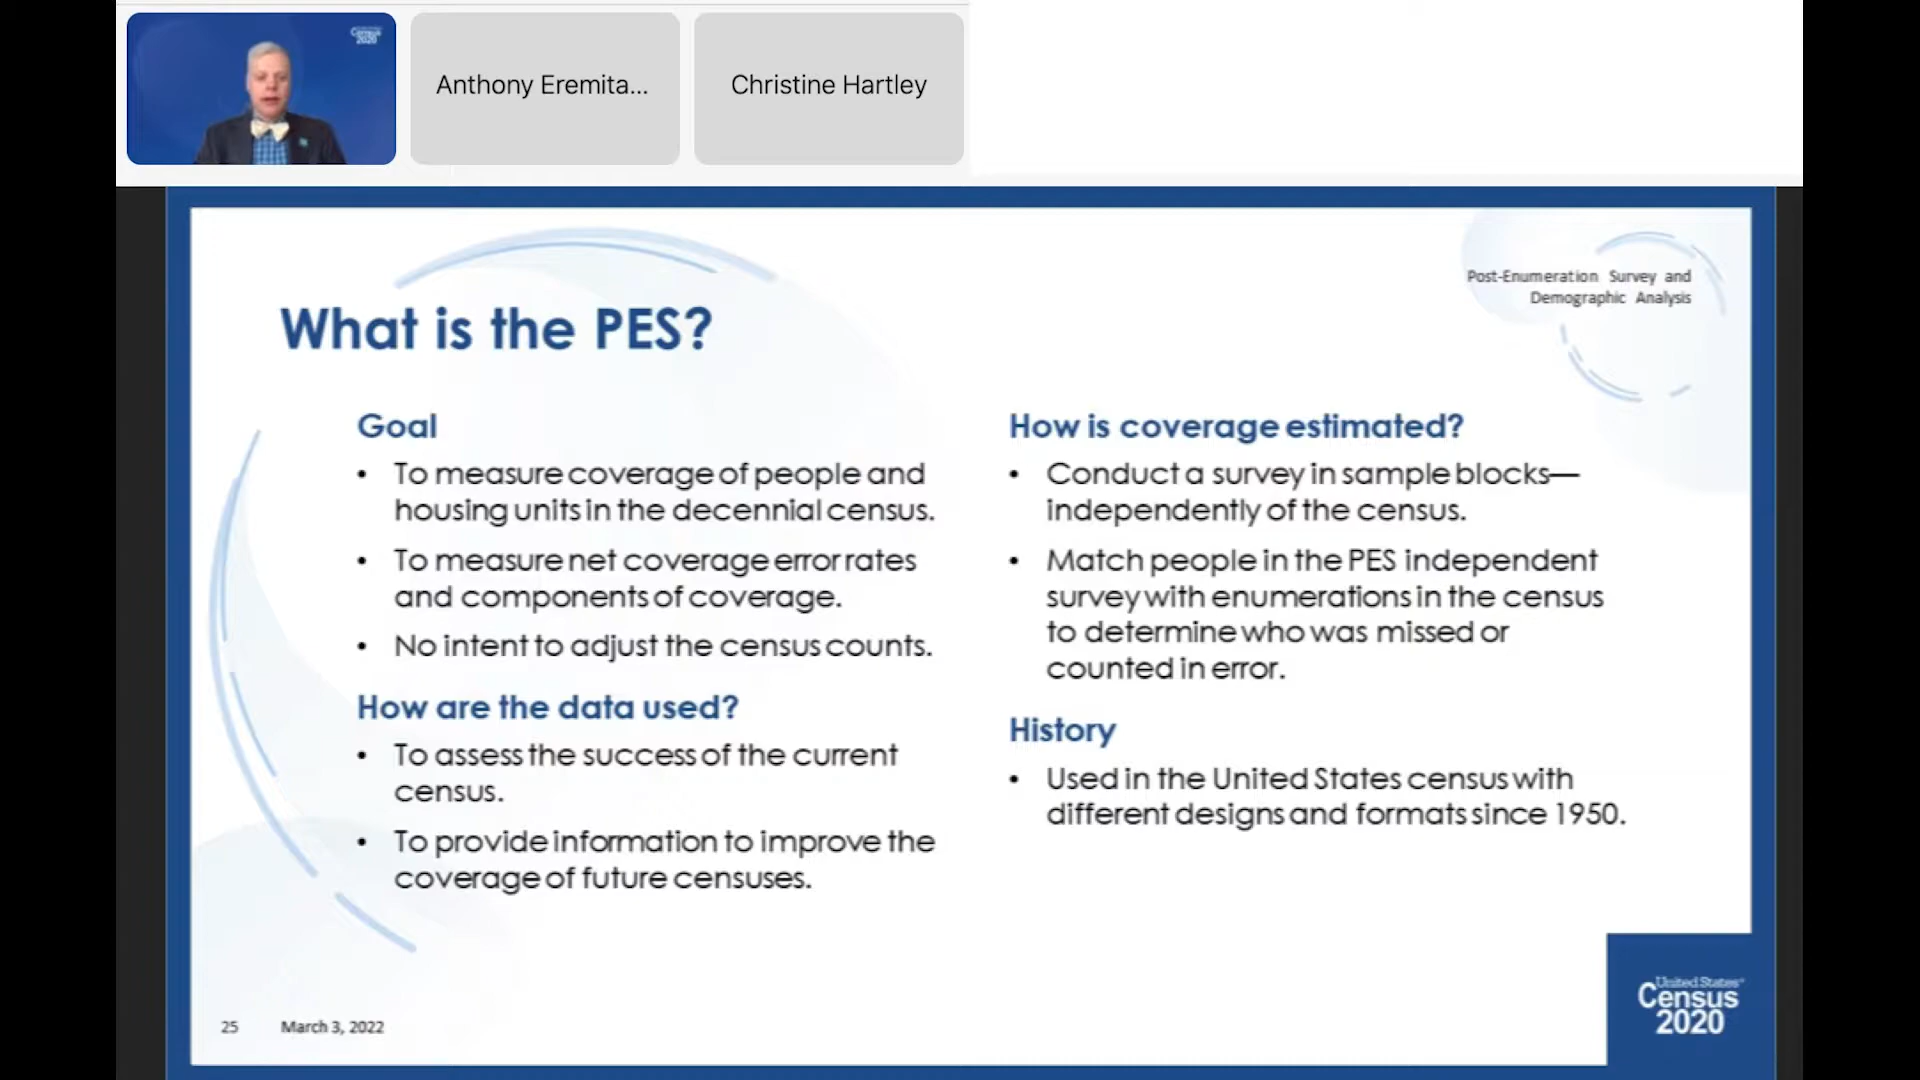 Census
2020
Anthony Eremita...
Christine Hartley
Post-Enumeration Survey and
Demographic Analysis
What is the PES?
Goal
• To measure coverage of people and
housing units in the decennial census.
• To measure net coverage error rates
and components of coverage.
• No intent to adjust the census counts.
How are the data used?
• To assess the success of the current
census.
• To provide information to improve the
coverage of future censuses.
How is coverage estimated?
• Conduct a survey in sample blocks—
independently of the census.
• Match people in the PES independent
survey with enumerations in the census
to determine who was missed or
counted in error.
History
• Used in the United States census with
different designs and formats since 1950.
25
March 3, 2022
United States®
Census
2020